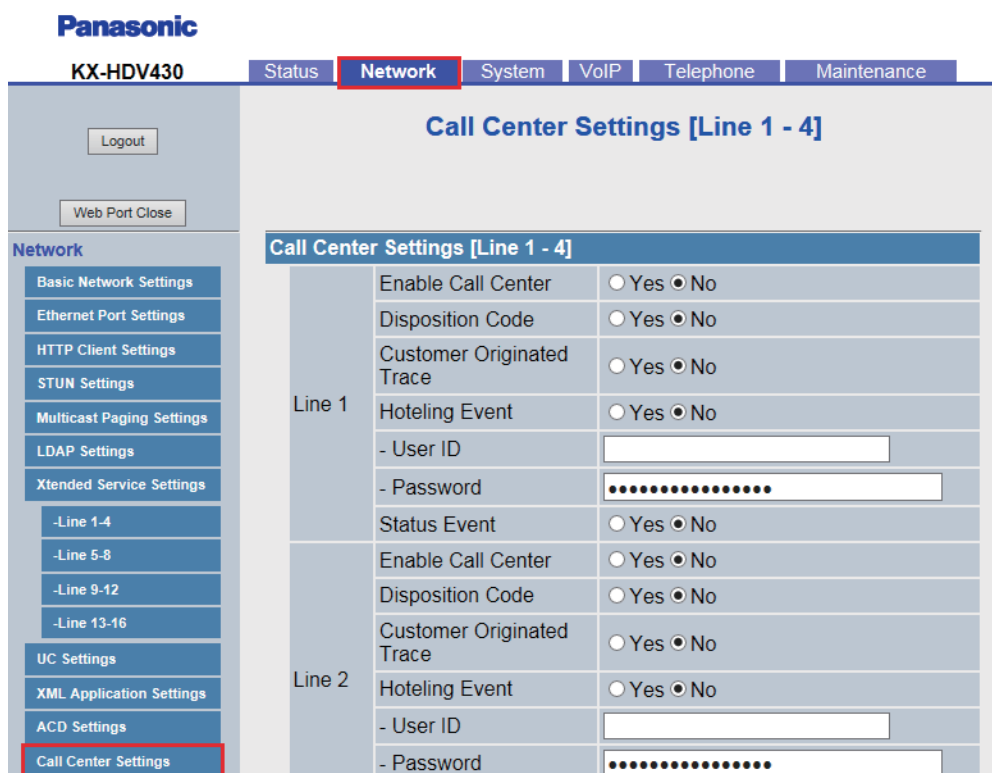 Panasonic
KX-HDV430
Status Network System VoIP Telephone Maintenance
Logout
Web Port Close
Network
Basic Network Settings
Ethernet Port Settings
HTTP Client Settings
STUN Settings
Multicast Paging Settings
LDAP Settings
Xtended Service Settings
-Line 1-4
-Line 5-8
-Line 9-12
-Line 13-16
UC Settings
XML Application Settings
ACD Settings
Call Center Settings
Call Center Settings [Line 1 - 4]
Call Center Settings [Line 1 - 4]
Line 1
Enable Call Center Yes No
Disposition Code Yes No
Customer Originated
Trace Yes No
Hoteling Event Yes No
- User ID
- Password ••••••••••••••••
Status Event Yes No
Line 2
Enable Call Center Yes No
Disposition Code Yes No
Customer Originated
Trace Yes No
Hoteling Event Yes No
- User ID
- Password ••••••••••••••••